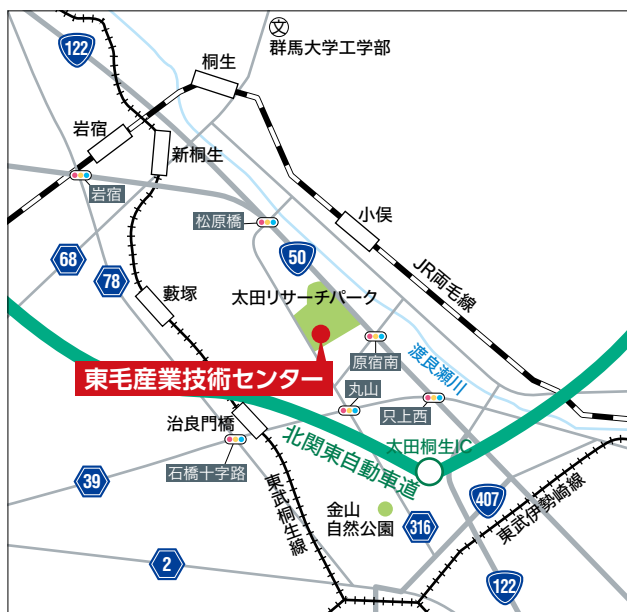 122
文
群馬大学工学部
桐生
岩宿
新桐生
岩宿
松原橋
小俣
50
68
78
JR両毛線
太田リサーチパーク
藪塚
原宿南
渡良瀬川
東毛産業技術センター
丸山
只上西
治良門橋
北関東自動車道
太田桐生IC
石橋十字路
39
東武桐生線
金山
自然公園
407
316
東武伊勢崎線
2
122